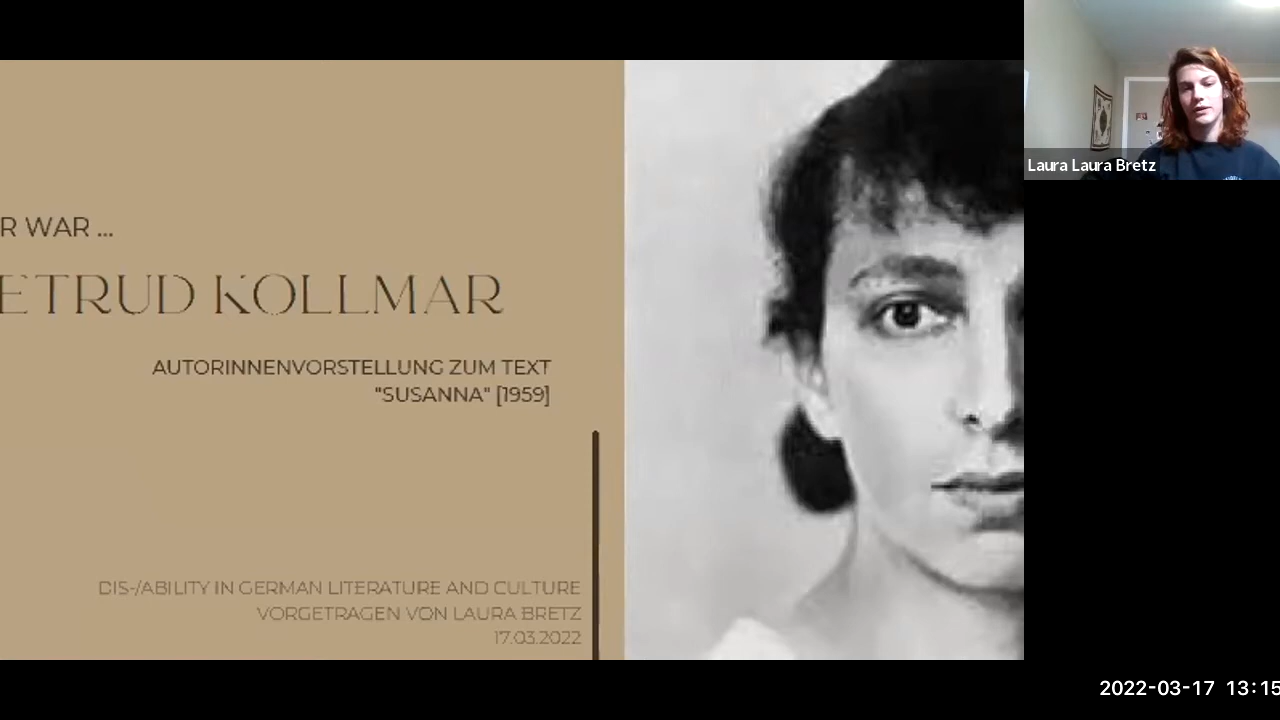 R WAR ...
ETRUD KOLLMAR
AUTORINNENVORSTELLUNG ZUM TEXT
"SUSANNA" [1959]
DIS-/ABILITY IN GERMAN LITERATURE AND CULTURE
VORGETRAGEN VON LAURA BRETZ
17.03.2022
Laura Laura Bretz
2022-03-17 13:15